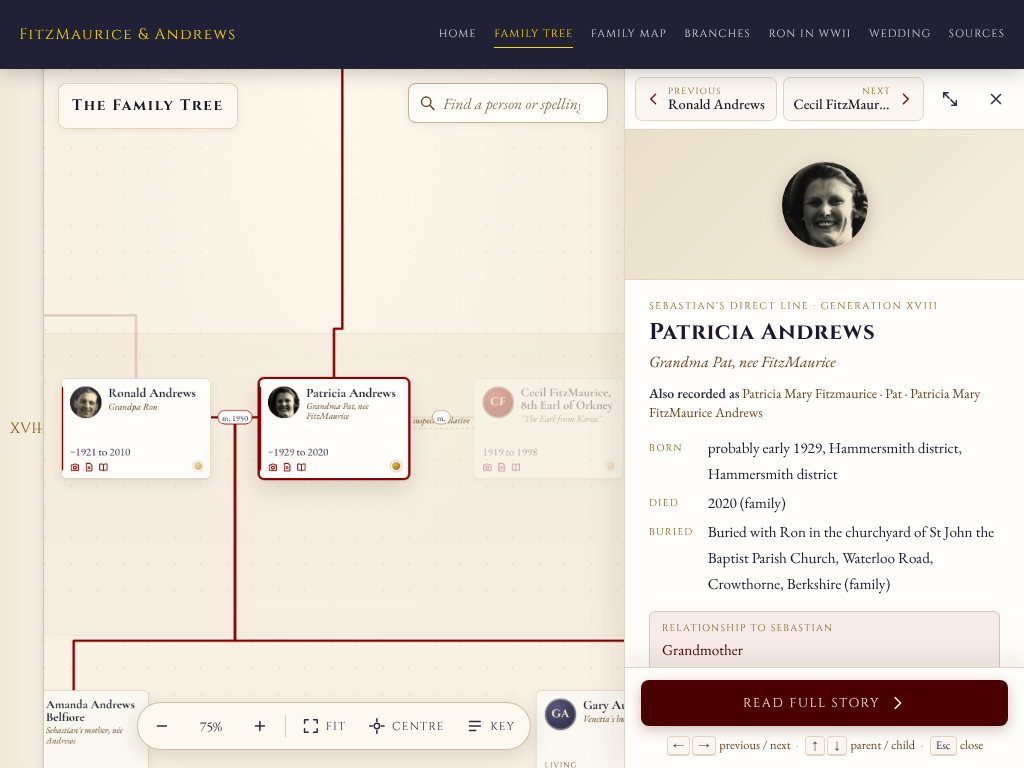 FitzMaurice & Andrews
HOME FAMILY TREE FAMILY MAP BRANCHES RON IN WWII WEDDING SOURCES
The Family Tree
Find a person or spelling
XVII
Ronald Andrews
Grandpa Ron
~1921 to 2010
m. 1950
Patricia Andrews
Grandma Pat, nee
FitzMaurice
~1929 to 2020
m.
Cecil FitzMaurice,
8th Earl of Orkney
"The Earl from Korea"
1919 to 1998
Amanda Andrews
Belfiore
Sebastian's mother, née
Andrews
Gary
Venetia's
LIVING
75%
FIT
CENTRE
KEY
PREVIOUS
Ronald Andrews
NEXT
Cecil FitzMaur...
SEBASTIAN'S DIRECT LINE · GENERATION XVIII
Patricia Andrews
Grandma Pat, nee FitzMaurice
Also recorded as Patricia Mary Fitzmaurice · Pat · Patricia Mary
FitzMaurice Andrews
BORN probably early 1929, Hammersmith district,
Hammersmith district
DIED 2020 (family)
BURIED Buried with Ron in the churchyard of St John the
Baptist Parish Church, Waterloo Road,
Crowthorne, Berkshire (family)
RELATIONSHIP TO SEBASTIAN
Grandmother
READ FULL STORY
← → previous / next · ↑ ↓ parent / child · Esc close